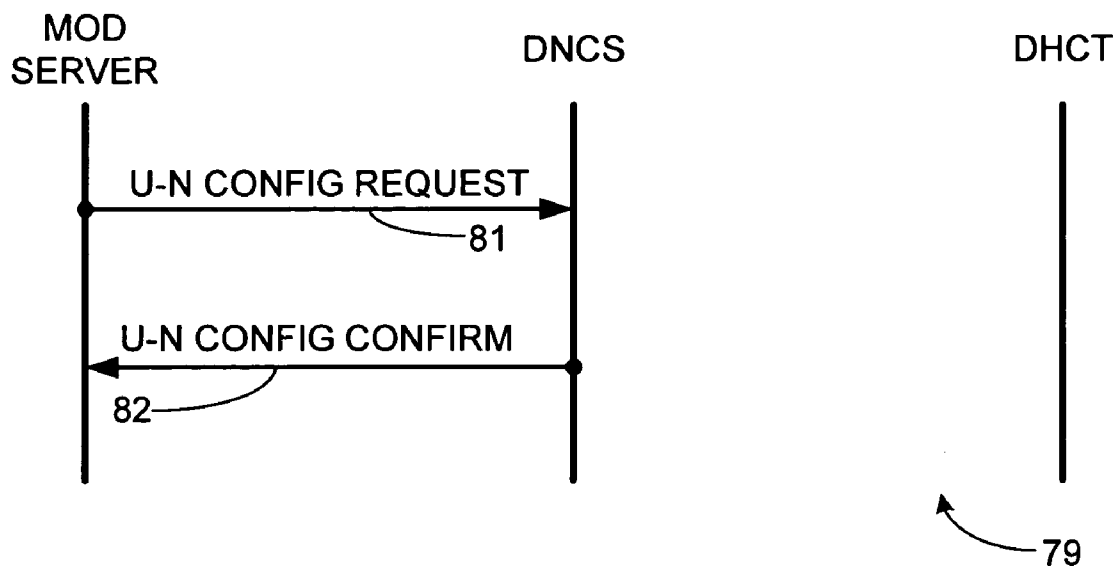 MOD
SERVER
DNCS
DHCT
U-N CONFIG REQUEST
81
U-N CONFIG CONFIRM
82
79